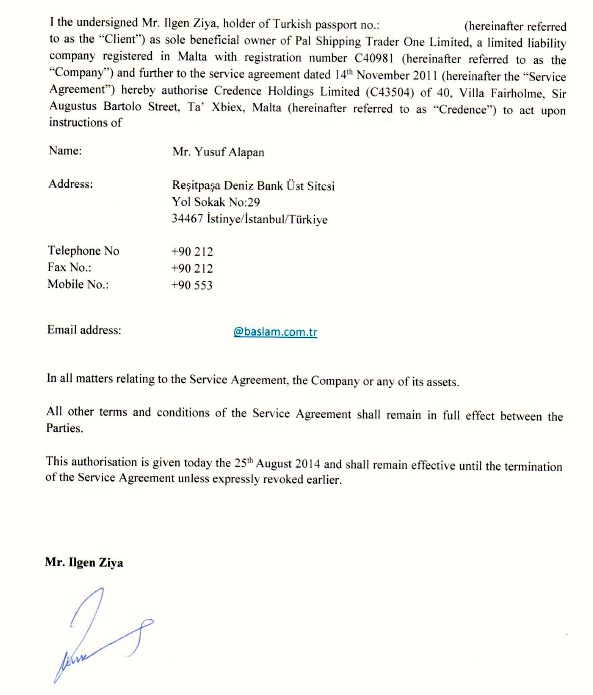 I the undersigned Mr. Ilgen Ziya, holder of Turkish passport no.: (hereinafter referred
to as the “Client”) as sole beneficial owner of Pal Shipping Trader One Limited, a limited liability
company registered in Malta with registration number C40981 (hereinafter referred to as the
“Company”) and further to the service agreement dated 14th November 2011 (hereinafter the “Service
Agreement”) hereby authorise Credence Holdings Limited (C43504) of 40, Villa Fairholme, Sir
Augustus Bartolo Street, Ta’ Xbiex, Malta (hereinafter referred to as “Credence”) to act upon
instructions of
Name: Mr. Yusuf Alapan
Address: Reşitpaşa Deniz Bank Üst Sitesi
Yol Sokak No:29
34467 İstinye/İstanbul/Türkiye
Telephone No +90 212
Fax No.: +90 212
Mobile No.: +90 553
Email address: @baslam.com.tr
In all matters relating to the Service Agreement, the Company or any of its assets.
All other terms and conditions of the Service Agreement shall remain in full effect between the
Parties.
This authorisation is given today the 25th August 2014 and shall remain effective until the termination
of the Service Agreement unless expressly revoked earlier.
Mr. Ilgen Ziya